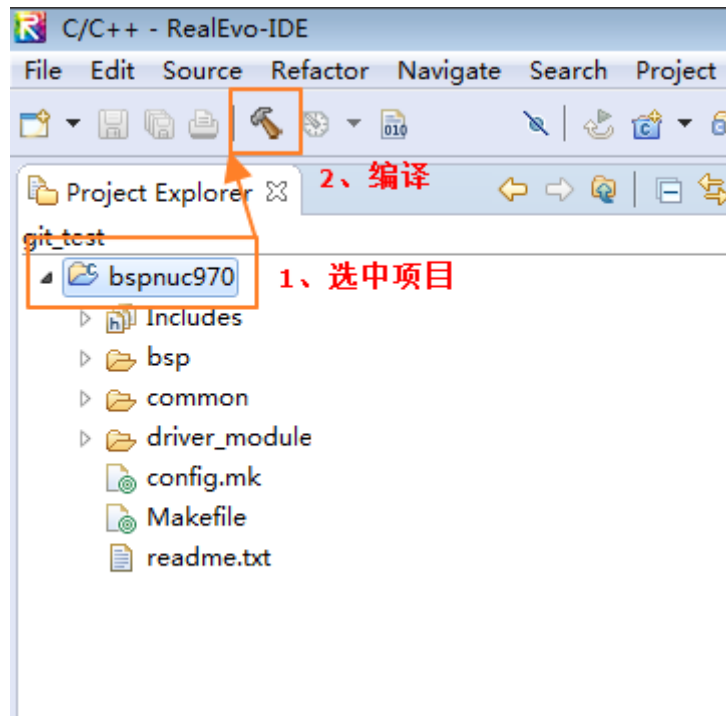 C/C++ - RealEvo-IDE
File Edit Source Refactor Navigate Search Project
010
Project Explorer
2、编译
git_test
bspnuc970
1、选中项目
Includes
bsp
common
driver_module
config.mk
Makefile
readme.txt